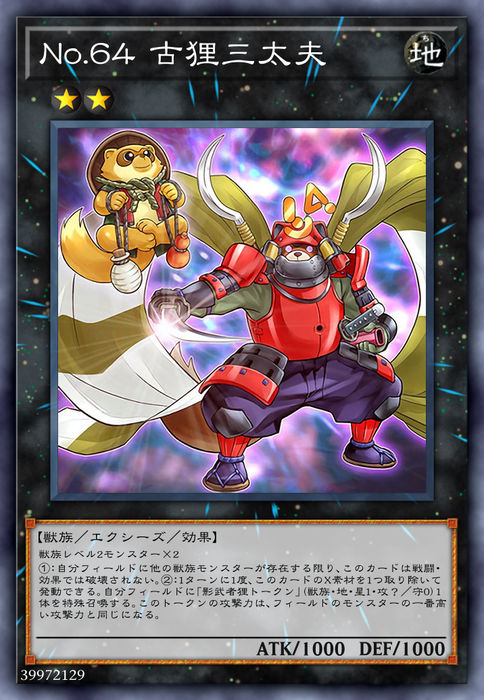 No.64 古狸三太夫
地
ち
64
【獣族／エクシーズ／効果】
獣族レベル2モンスター×2
①：自分フィールドに他の獣族モンスターが存在する限り、このカードは戦闘・
効果では破壊されない。②：1ターンに1度、このカードのX素材を1つ取り除いて
発動できる。自分フィールドに「影武者狸トークン」(獣族・地・星1・攻？／守0)1
体を特殊召喚する。このトークンの攻撃力は、フィールドのモンスターの一番高
い攻撃力と同じになる。
ATK/1000 DEF/1000
39972129